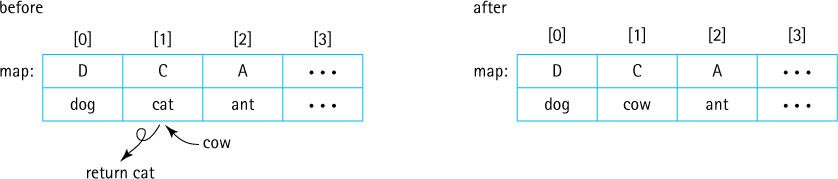 before
[0] [1] [2] [3]
map: D C A •••
dog cat ant •••
cow
return cat
after
[0] [1] [2] [3]
map: D C A •••
dog cow ant •••